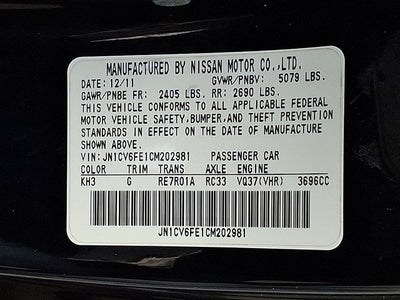 MANUFACTURED BY NISSAN MOTOR CO.,LTD.
DATE: 12/11 GVWR/PNBV: 5079 LBS.
GAWR/PNBE FR: 2405 LBS. RR: 2690 LBS.
THIS VEHICLE CONFORMS TO ALL APPLICABLE FEDERAL
MOTOR VEHICLE SAFETY,BUMPER,AND THEFT PREVENTION
STANDARDS IN EFFECT ON THE DATE OF MANUFACTURE
SHOWN ABOVE.
VIN: JN1CV6FE1CM202981 PASSENGER CAR
COLOR TRIM TRANS AXLE ENGINE
KH3 G RE7R01A RC33 VQ37(VHR) 3696CC
JN1CV6FE1CM202981